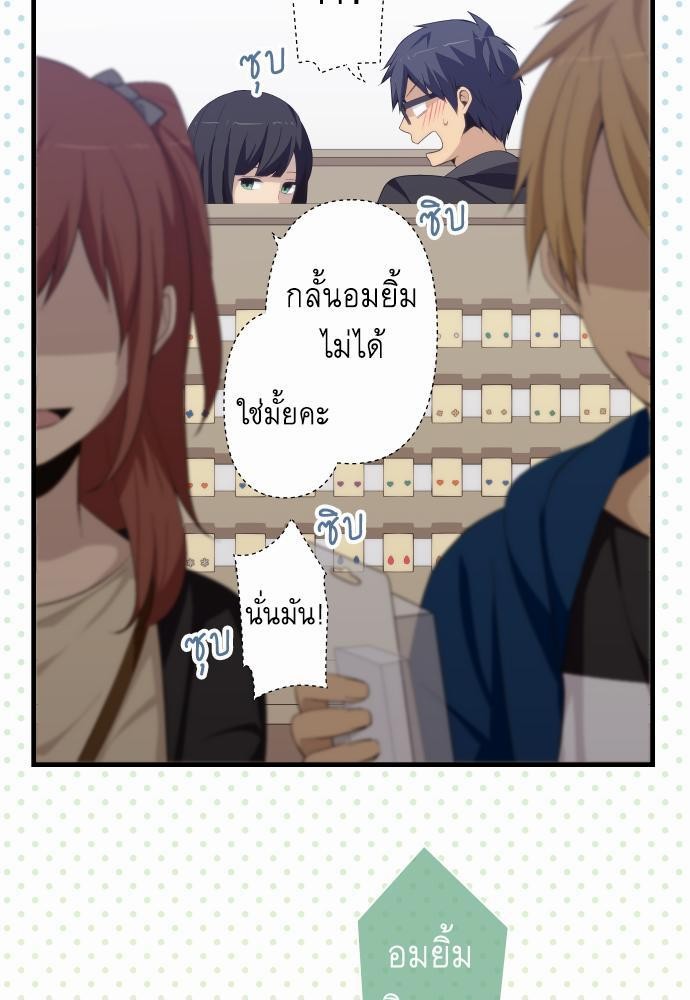 ซุบ
ซิบ
กลั้นอมยิ้ม
ไม่ได้
ใช่มั้ยคะ
ซิบ
นั่นมัน!
ซุบ
อมยิ้ม